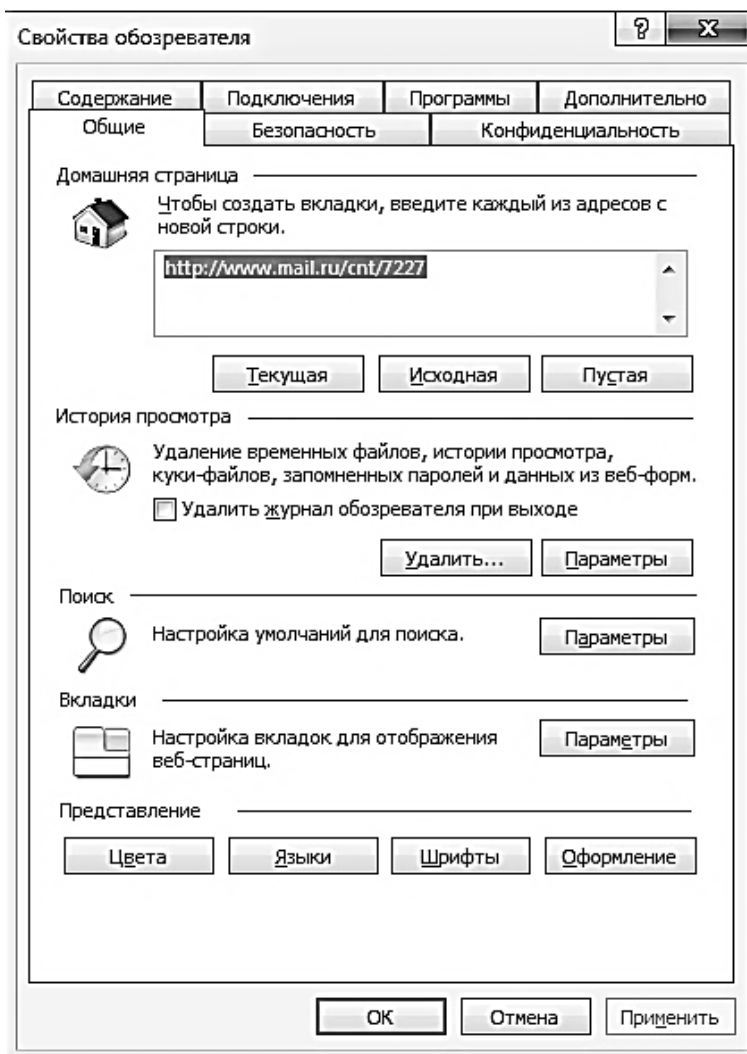 Свойства обозревателя
Содержание Подключения Программы Дополнительно
Общие Безопасность Конфиденциальность
Домашняя страница
Чтобы создать вкладки, введите каждый из адресов с
новой строки.
http://www.mail.ru/cnt/7227
Текущая Исходная Пустая
История просмотра
Удаление временных файлов, истории просмотра,
куки-файлов, запомненных паролей и данных из веб-форм.
Удалить журнал обозревателя при выходе
Удалить... Параметры
Поиск
Настройка умолчаний для поиска.
Параметры
Вкладки
Настройка вкладок для отображения
веб-страниц.
Параметры
Представление
Цвета Языки Шрифты Оформление
ОК Отмена Применить